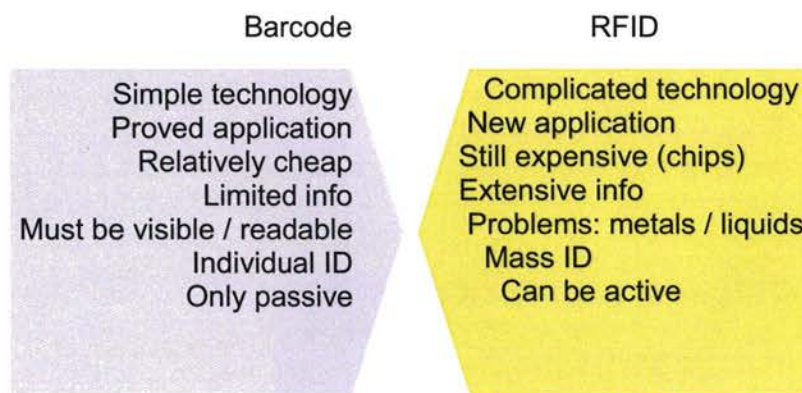 Barcode
Simple technology
Proved application
Relatively cheap
Limited info
Must be visible / readable
Individual ID
Only passive
RFID
Complicated technology
New application
Still expensive (chips)
Extensive info
Problems: metals / liquids
Mass ID
Can be active